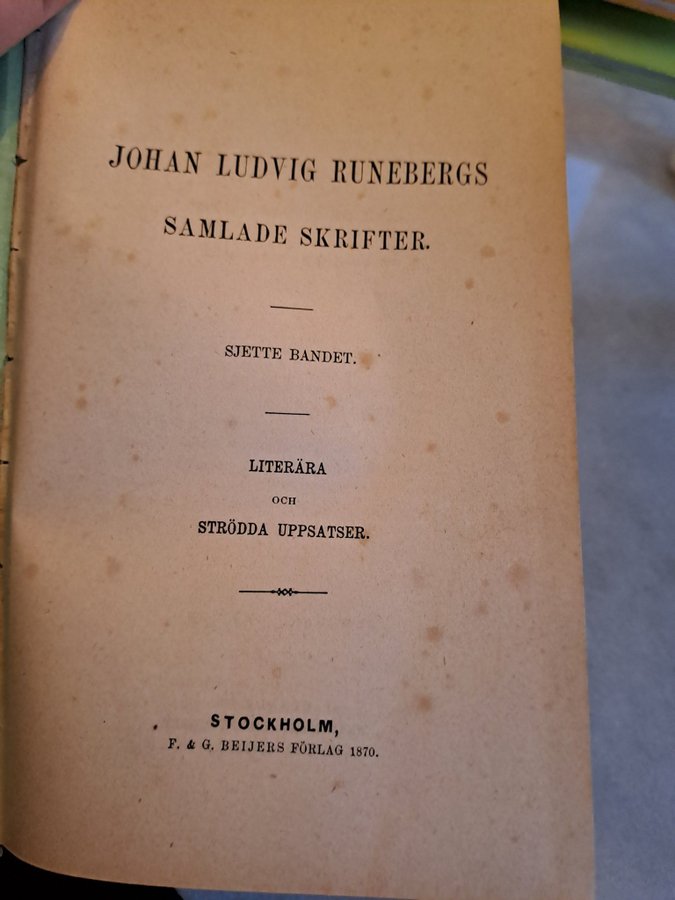 JOHAN LUDVIG RUNEBERGS
SAMLADE SKRIFTER.
SJETTE BANDET.
LITERÄRA
OCH
STRÖDDA UPPSATSER.
STOCKHOLM,
F. & G. BEIJERS FÖRLAG 1870.